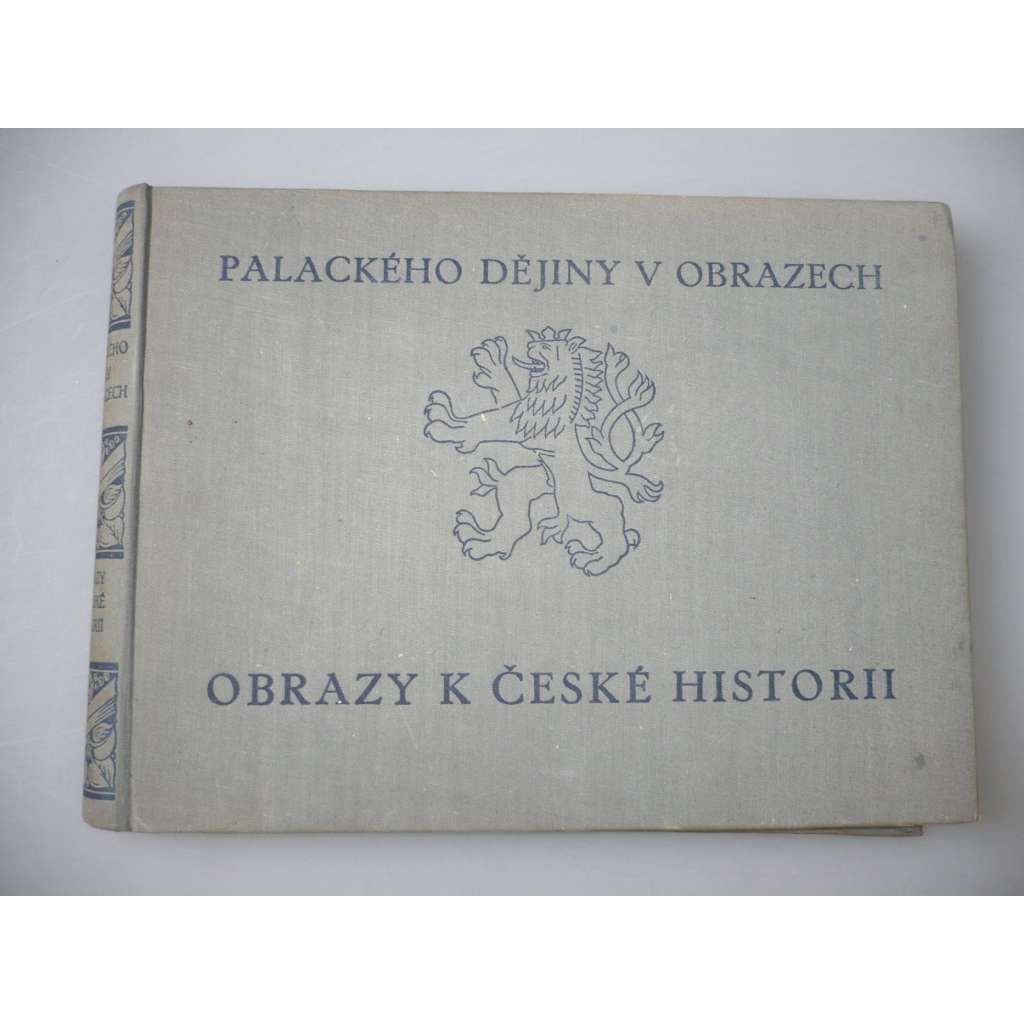 PALACKÉHO DĚJINY V OBRAZECH
OBRAZY K ČESKÉ HISTORII